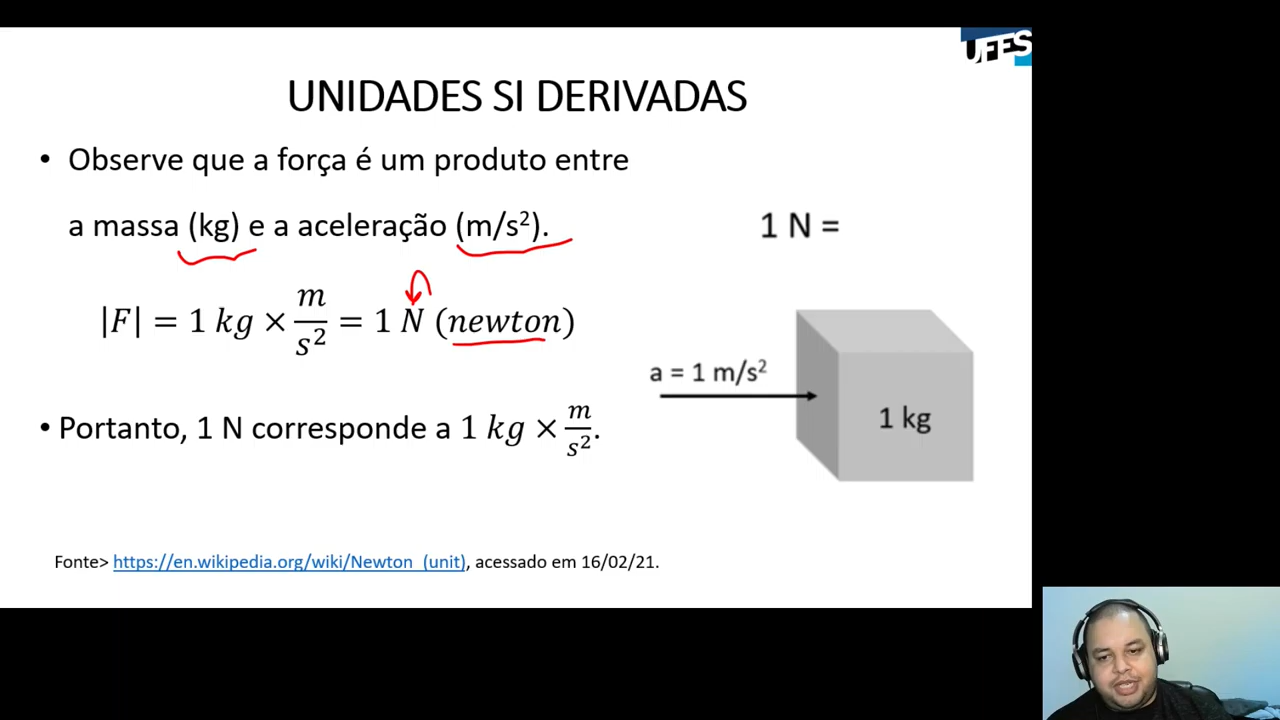 UFES
UNIDADES SI DERIVADAS
• Observe que a força é um produto entre
a massa (kg) e a aceleração (m/s²).
1 N =
|F| = 1 kg × m/s² = 1 N (newton)
a = 1 m/s²
1 kg
• Portanto, 1 N corresponde a 1 kg × m/s².
Fonte> https://en.wikipedia.org/wiki/Newton_(unit), acessado em 16/02/21.